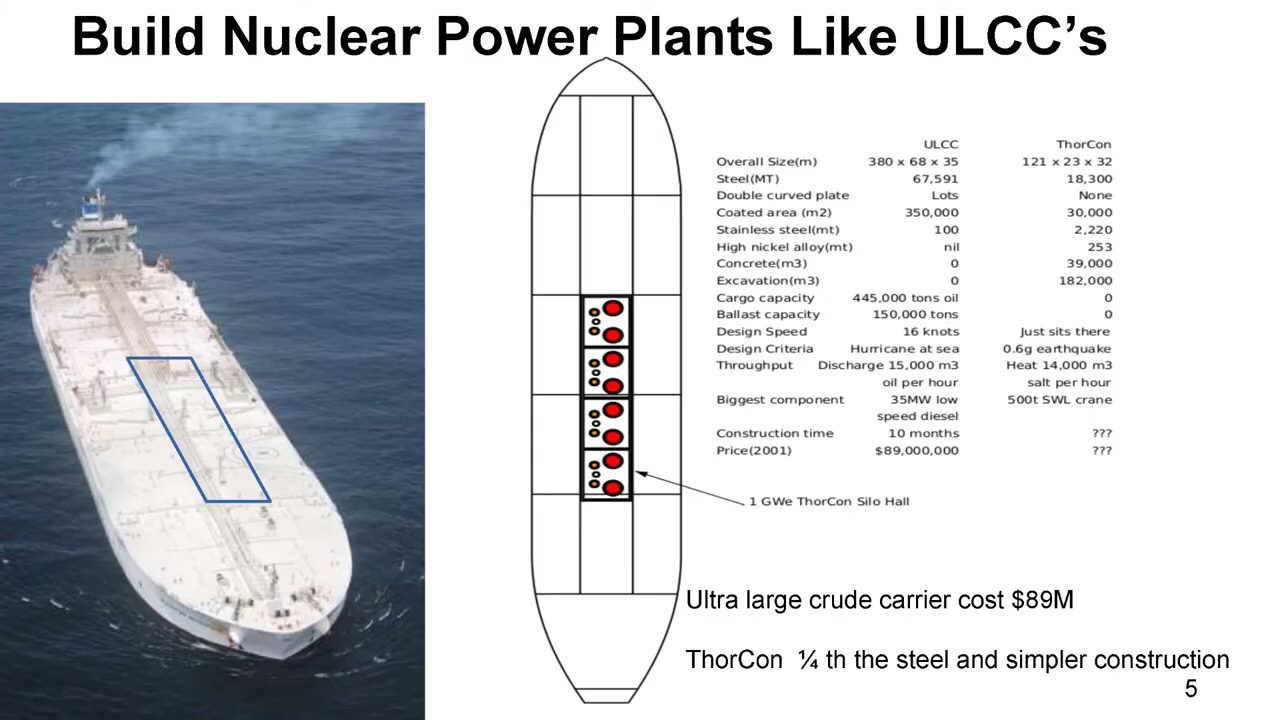 Build Nuclear Power Plants Like ULCC's
ULCC ThorCon
Overall Size(m) 380 x 68 x 35 121 x 23 x 32
Steel(MT) 67,591 18,300
Double curved plate Lots None
Coated area (m2) 350,000 30,000
Stainless steel(mt) 100 2,220
High nickel alloy(mt) nil 253
Concrete(m3) 0 39,000
Excavation(m3) 0 182,000
Cargo capacity 445,000 tons oil 0
Ballast capacity 150,000 tons 0
Design Speed 16 knots Just sits there
Design Criteria Hurricane at sea 0.6g earthquake
Throughput Discharge 15,000 m3 Heat 14,000 m3
oil per hour salt per hour
Biggest component 35MW low 500t SWL crane
speed diesel
Construction time 10 months ???
Price(2001) $89,000,000 ???
1 GWe ThorCon Silo Hall
Ultra large crude carrier cost $89M
ThorCon ¼ th the steel and simpler construction
5